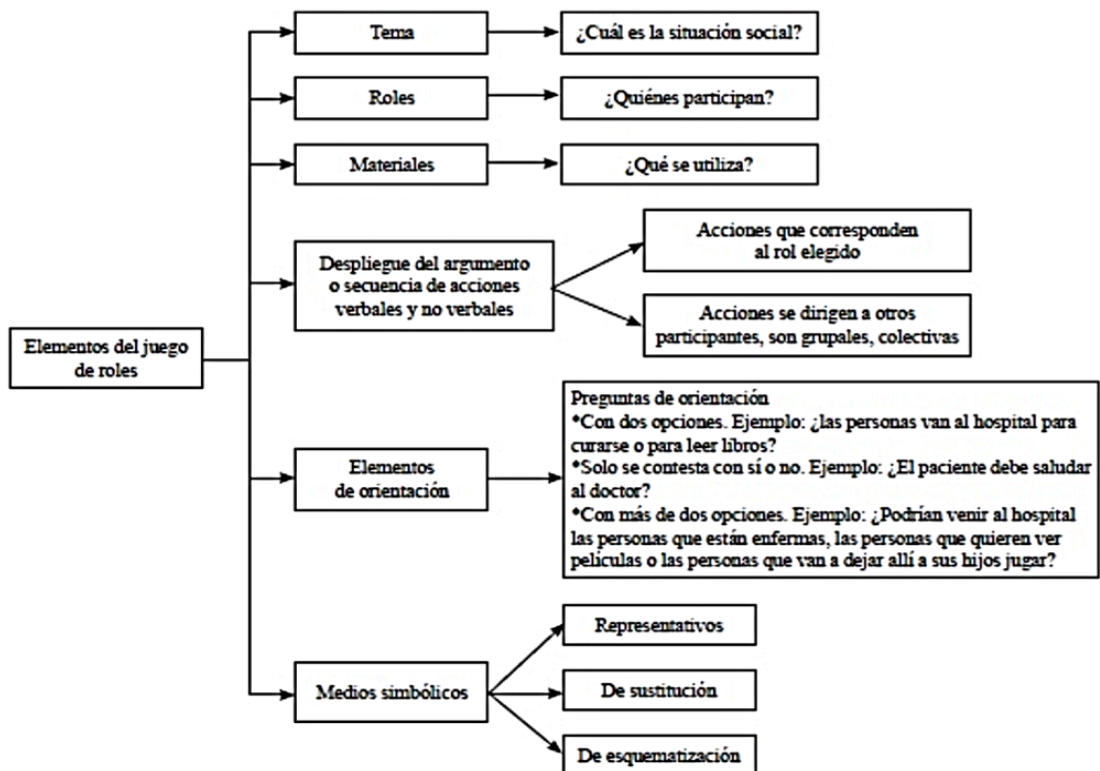 Tema
¿Cuál es la situación social?
Roles
¿Quiénes participan?
Materiales
¿Qué se utiliza?
Despliegue del argumento
o secuencia de acciones
verbales y no verbales
Acciones que corresponden
al rol elegido
Acciones se dirigen a otros
participantes, son grupales, colectivas
Elementos del juego
de roles
Elementos
de orientación
Preguntas de orientación
*Con dos opciones. Ejemplo: ¿las personas van al hospital para
curarse o para leer libros?
*Solo se contesta con sí o no. Ejemplo: ¿El paciente debe saludar
al doctor?
*Con más de dos opciones. Ejemplo: ¿Podrían venir al hospital
las personas que están enfermas, las personas que quieren ver
películas o las personas que van a dejar allí a sus hijos jugar?
Medios simbólicos
Representativos
De sustitución
De esquematización